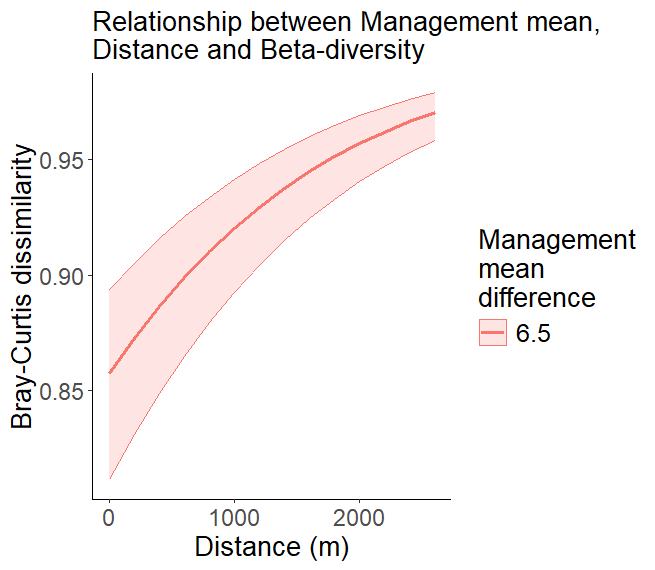 Relationship between Management mean,
Distance and Beta-diversity
Bray-Curtis dissimilarity
0.95
0.90
0.85
0
1000
2000
Distance (m)
Management
mean
difference
6.5